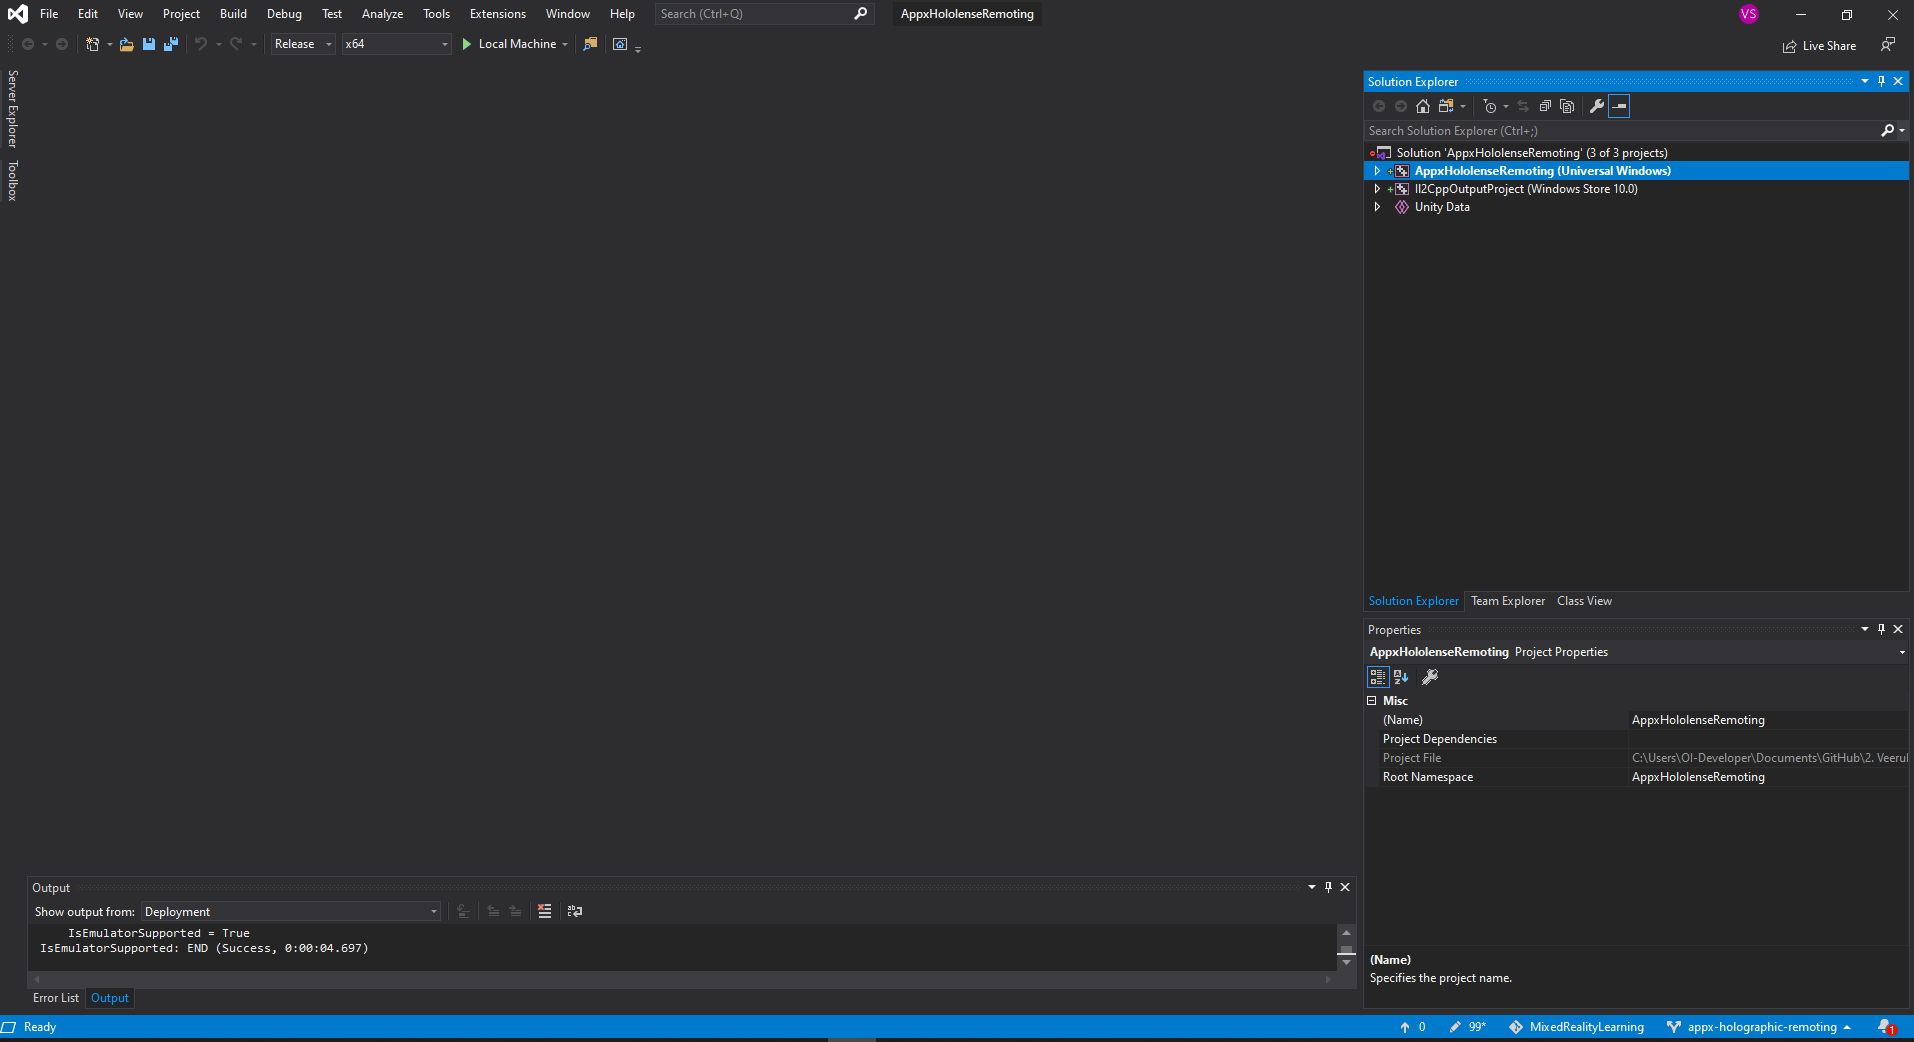 File Edit View Project Build Debug Test Analyze Tools Extensions Window Help Search (Ctrl+Q) AppxHololenseRemoting VS
Release x64 Local Machine Live Share
Server Explorer
Toolbox
Solution Explorer
Search Solution Explorer (Ctrl+;)
Solution 'AppxHololenseRemoting' (3 of 3 projects)
AppxHololenseRemoting (Universal Windows)
Il2CppOutputProject (Windows Store 10.0)
Unity Data
Solution Explorer Team Explorer Class View
Properties
AppxHololenseRemoting Project Properties
Misc
(Name) AppxHololenseRemoting
Project Dependencies
Project File C:\Users\OI-Developer\Documents\GitHub\2. Veerul
Root Namespace AppxHololenseRemoting
(Name)
Specifies the project name.
Output
Show output from: Deployment
IsEmulatorSupported = True
IsEmulatorSupported: END (Success, 0:00:04.697)
Error List Output
Ready 0 99* MixedRealityLearning appx-holographic-remoting 1